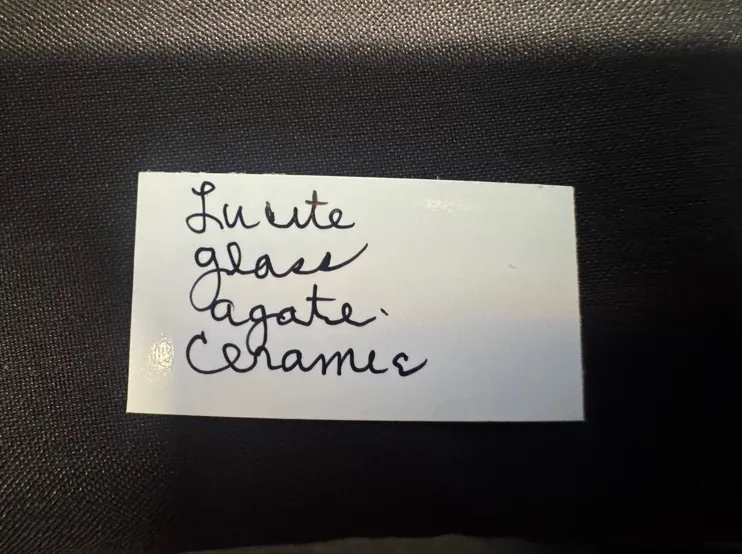 Lucite
glass
agate.
Ceramic